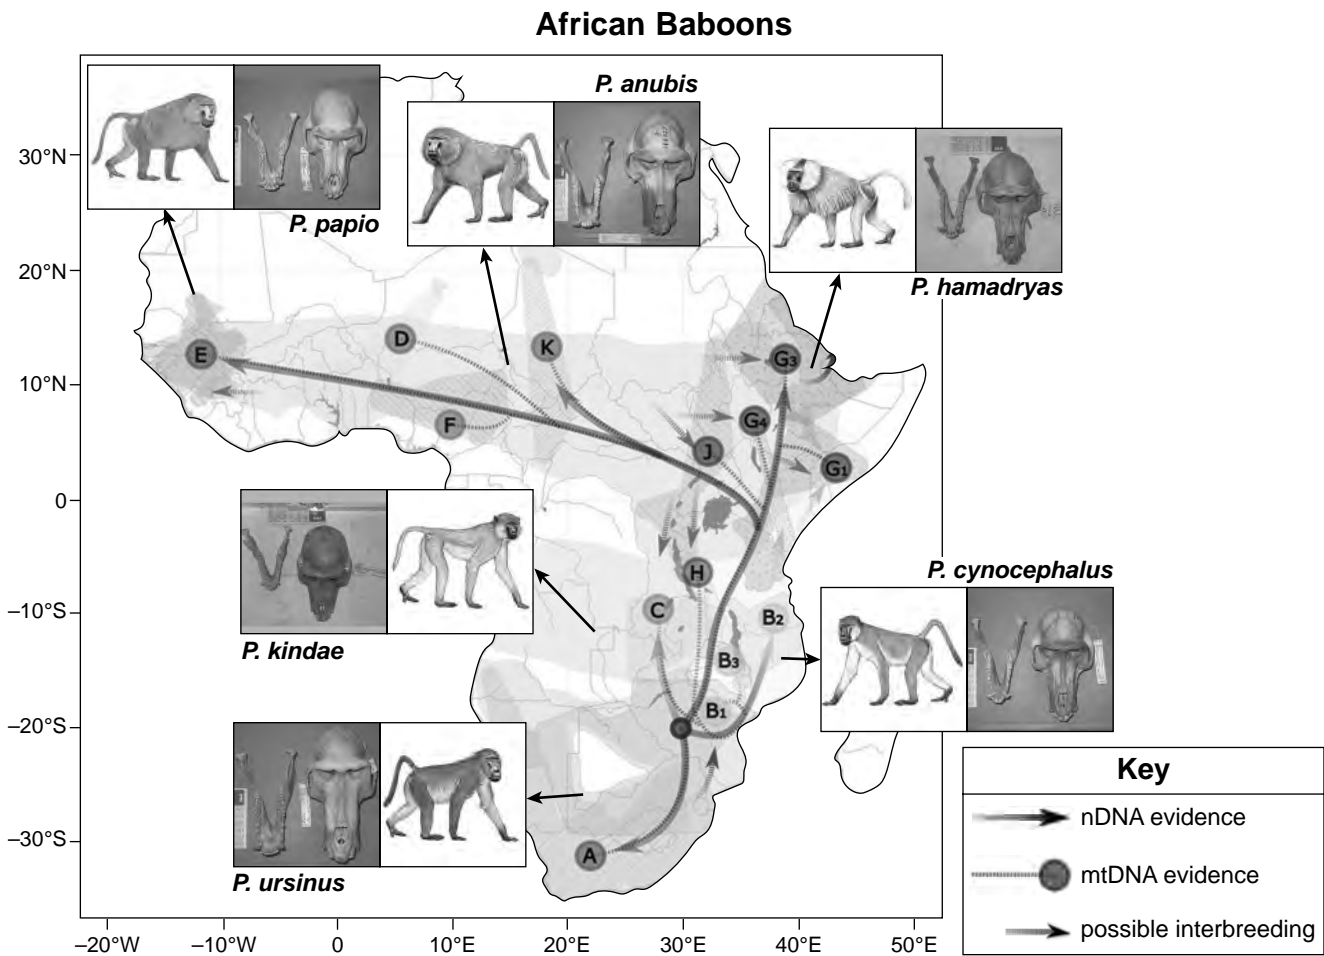 African Baboons
P. anubis
P. papio
P. hamadryas
30°N
20°N
10°N
0
–10°S
–20°S
–30°S
E
D
K
F
G3
G4
J
G1
H
C
B2
B3
B1
A
P. kindae
P. cynocephalus
P. ursinus
–20°W
–10°W
0
10°E
20°E
30°E
40°E
50°E
Key
nDNA evidence
mtDNA evidence
possible interbreeding